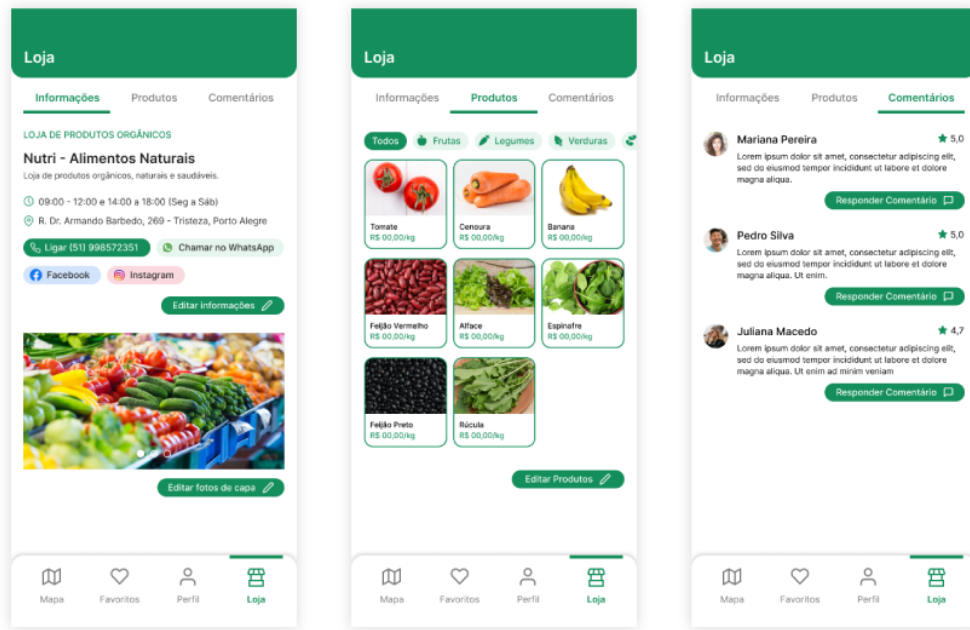 Loja
Informações Produtos Comentários
LOJA DE PRODUTOS ORGÂNICOS
Nutri - Alimentos Naturais
Loja de produtos orgânicos, naturais e saudáveis.
09:00 - 12:00 e 14:00 a 18:00 (Seg a Sáb)
R. Dr. Armando Barbedo, 269 - Tristeza, Porto Alegre
Ligar (51) 998572351 Chamar no WhatsApp
Facebook Instagram
Editar informações
Editar fotos de capa
Mapa Favoritos Perfil Loja
Loja
Informações Produtos Comentários
Todos Frutas Legumes Verduras
Tomate Cenoura Banana
R$ 00,00/kg R$ 00,00/kg R$ 00,00/kg
Feijão Vermelho Alface Espinafre
R$ 00,00/kg R$ 00,00/kg R$ 00,00/kg
Feijão Preto Rúcula
R$ 00,00/kg R$ 00,00/kg
Editar Produtos
Mapa Favoritos Perfil Loja
Loja
Informações Produtos Comentários
Mariana Pereira 5,0
Lorem ipsum dolor sit amet, consectetur adipiscing elit,
sed do eiusmod tempor incididunt ut labore et dolore
magna aliqua.
Responder Comentário
Pedro Silva 5,0
Lorem ipsum dolor sit amet, consectetur adipiscing elit,
sed do eiusmod tempor incididunt ut labore et dolore
magna aliqua. Ut enim.
Responder Comentário
Juliana Macedo 4,7
Lorem ipsum dolor sit amet, consectetur adipiscing elit,
sed do eiusmod tempor incididunt ut labore et dolore
magna aliqua. Ut enim ad minim veniam
Responder Comentário
Mapa Favoritos Perfil Loja